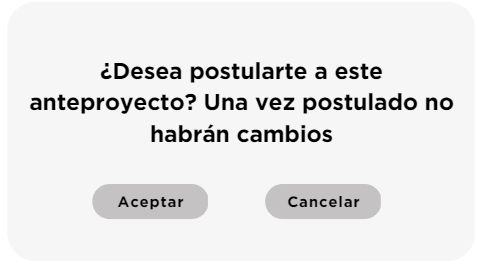 ¿Desea postularte a este
anteproyecto? Una vez postulado no
habrán cambios
Aceptar
Cancelar